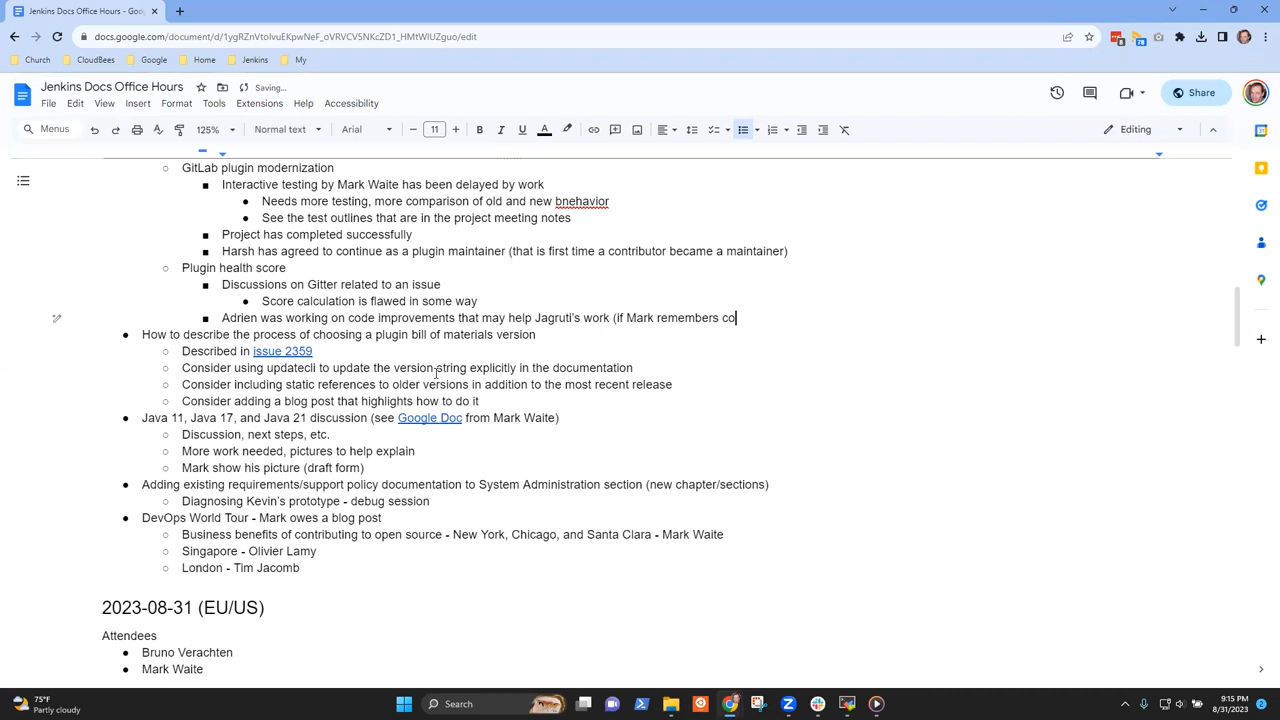 Jenkins Docs Office Hours
docs.google.com/document/d/1ygRZnVtoIvuEKpwNeF_oVRVCV5NKcZD1_HMtWIUZguo/edit
Church CloudBees Google Home Jenkins My
Jenkins Docs Office Hours Saving...
File Edit View Insert Format Tools Extensions Help Accessibility
Share
Menus 125% Normal text Arial 11 Editing
GitLab plugin modernization
Interactive testing by Mark Waite has been delayed by work
Needs more testing, more comparison of old and new bnehavior
See the test outlines that are in the project meeting notes
Project has completed successfully
Harsh has agreed to continue as a plugin maintainer (that is first time a contributor became a maintainer)
Plugin health score
Discussions on Gitter related to an issue
Score calculation is flawed in some way
Adrien was working on code improvements that may help Jagruti's work (if Mark remembers co
How to describe the process of choosing a plugin bill of materials version
Described in issue 2359
Consider using updatecli to update the version string explicitly in the documentation
Consider including static references to older versions in addition to the most recent release
Consider adding a blog post that highlights how to do it
Java 11, Java 17, and Java 21 discussion (see Google Doc from Mark Waite)
Discussion, next steps, etc.
More work needed, pictures to help explain
Mark show his picture (draft form)
Adding existing requirements/support policy documentation to System Administration section (new chapter/sections)
Diagnosing Kevin's prototype - debug session
DevOps World Tour - Mark owes a blog post
Business benefits of contributing to open source - New York, Chicago, and Santa Clara - Mark Waite
Singapore - Olivier Lamy
London - Tim Jacomb
2023-08-31 (EU/US)
Attendees
Bruno Verachten
Mark Waite
75°F
Partly cloudy
Search
9:15 PM
8/31/2023